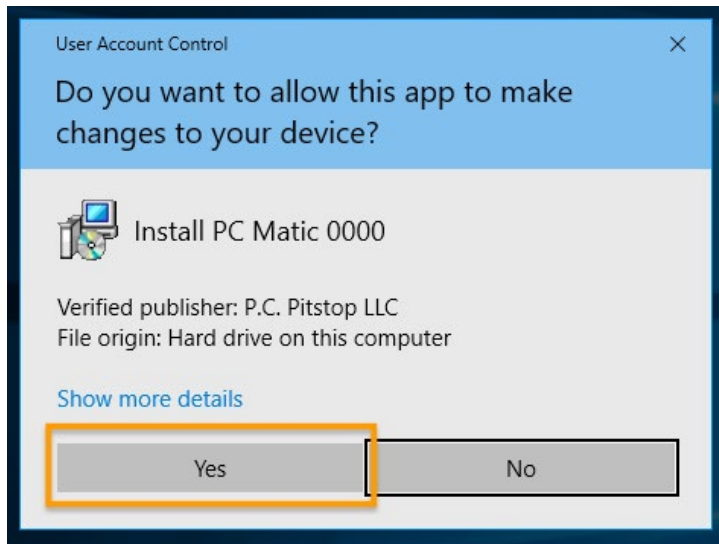 User Account Control
Do you want to allow this app to make
changes to your device?
Install PC Matic 0000
Verified publisher: P.C. Pitstop LLC
File origin: Hard drive on this computer
Show more details
Yes
No